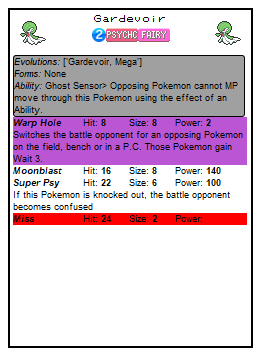 Gardevoir
2 PSYCHC FAIRY
Evolutions: ['Gardevoir, Mega']
Forms: None
Ability: Ghost Sensor> Opposing Pokemon cannot MP
move through this Pokemon using the effect of an
Ability.
Warp Hole Hit: 8 Size: 8 Power: 2
Switches the battle opponent for an opposing Pokemon
on the field, bench or in a P.C. Those Pokemon gain
Wait 3.
Moonblast Hit: 16 Size: 8 Power: 140
Super Psy Hit: 22 Size: 6 Power: 100
If this Pokemon is knocked out, the battle opponent
becomes confused
Miss Hit: 24 Size: 2 Power: